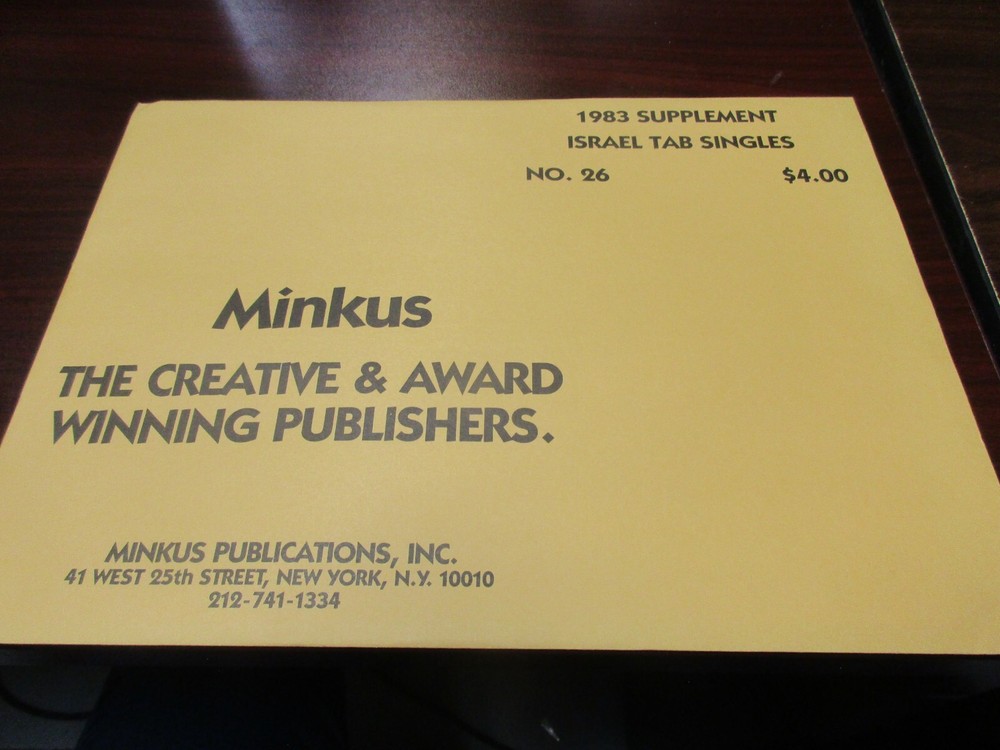 1983 SUPPLEMENT
ISRAEL TAB SINGLES
NO. 26 $4.00
Minkus
THE CREATIVE & AWARD
WINNING PUBLISHERS.
MINKUS PUBLICATIONS, INC.
41 WEST 25th STREET, NEW YORK, N.Y. 10010
212-741-1334